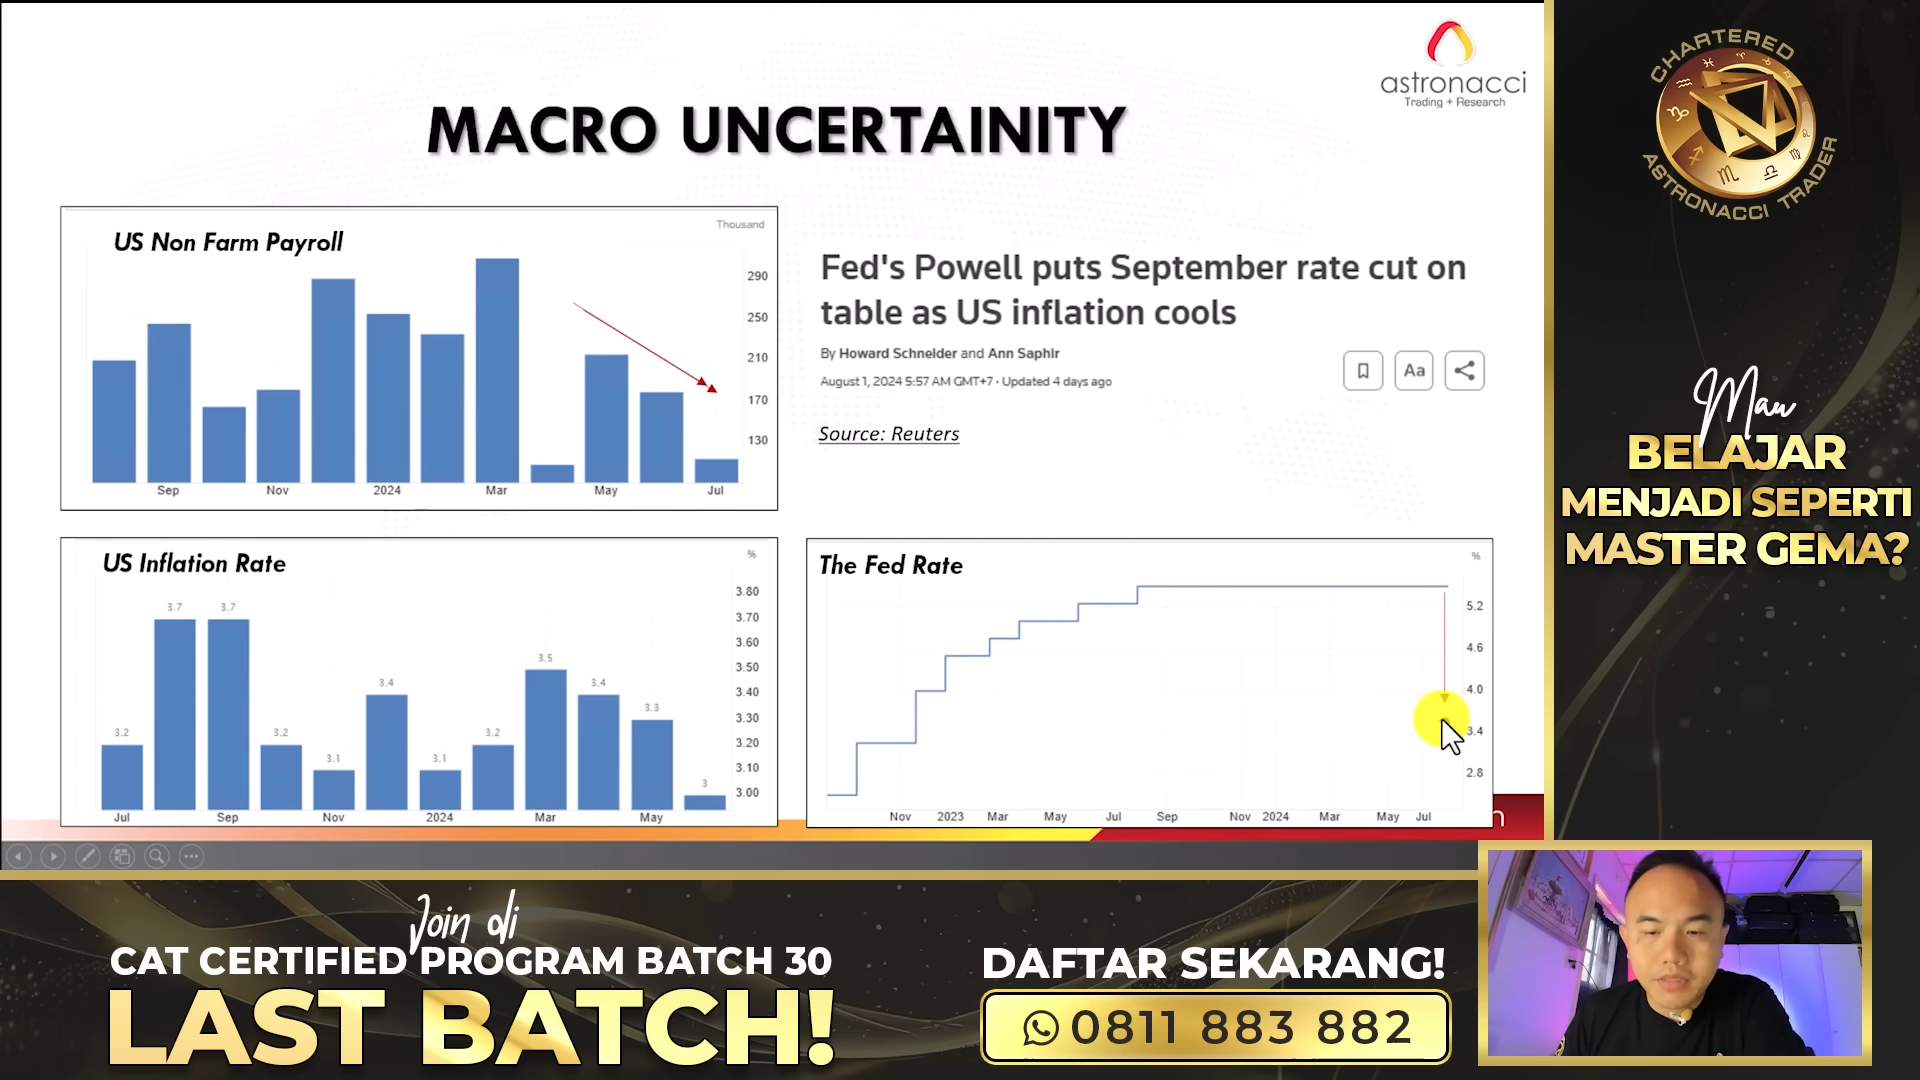 astronacci
Trading + Research
MACRO UNCERTAINITY
US Non Farm Payroll
Thousand
290
250
210
170
130
Sep Nov 2024 Mar May Jul
Fed's Powell puts September rate cut on
table as US inflation cools
By Howard Schneider and Ann Saphir
August 1, 2024 5:57 AM GMT+7 · Updated 4 days ago
Aa
Source: Reuters
US Inflation Rate
%
3.80
3.70
3.60
3.50
3.40
3.30
3.20
3.10
3.00
3.2 3.7 3.7 3.2 3.1 3.4 3.1 3.2 3.5 3.4 3.3 3
Jul Sep Nov 2024 Mar May
The Fed Rate
%
5.2
4.6
4.0
3.4
2.8
Nov 2023 Mar May Jul Sep Nov 2024 Mar May Jul
n
CHARTERED
ASTRONACCI TRADER
Mau
BELAJAR
MENJADI SEPERTI
MASTER GEMA?
Join di
CAT CERTIFIED PROGRAM BATCH 30
LAST BATCH!
DAFTAR SEKARANG!
0811 883 882